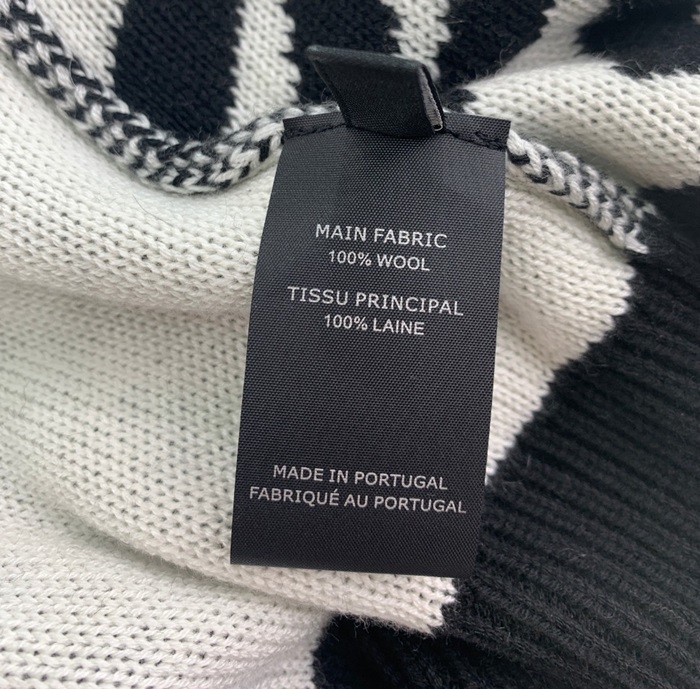 MAIN FABRIC
100% WOOL
TISSU PRINCIPAL
100% LAINE
MADE IN PORTUGAL
FABRIQUÉ AU PORTUGAL